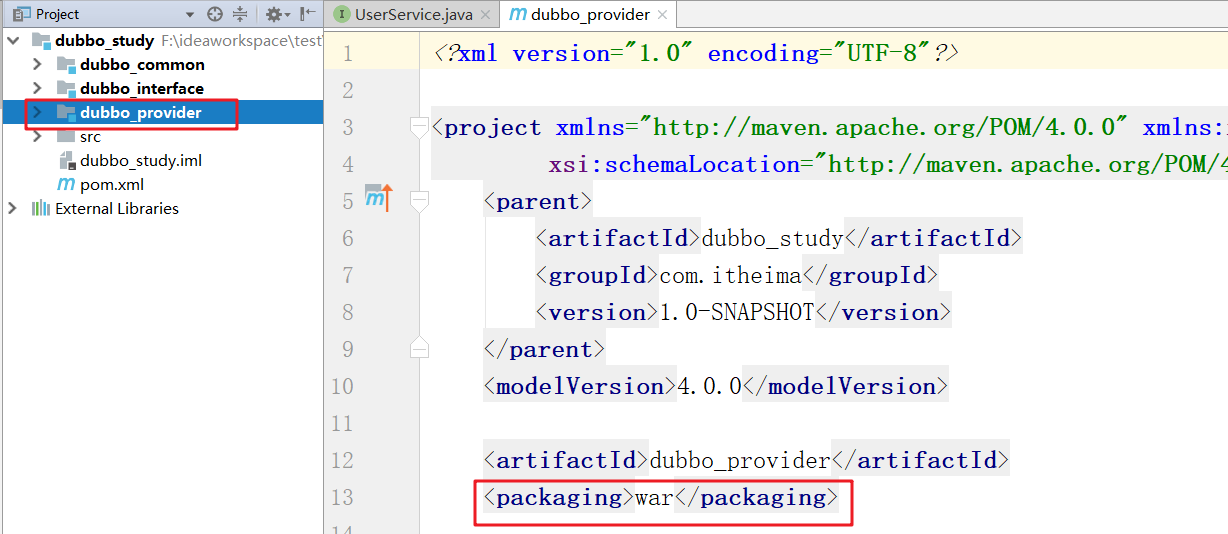 Project
dubbo_study F:\ideaworkspace\test
dubbo_common
dubbo_interface
dubbo_provider
src
dubbo_study.iml
pom.xml
External Libraries
UserService.java
dubbo_provider
1 <?xml version="1.0" encoding="UTF-8"?>
2
3 <project xmlns="http://maven.apache.org/POM/4.0.0" xmlns:
4 xsi:schemaLocation="http://maven.apache.org/POM/4
5 <parent>
6 <artifactId>dubbo_study</artifactId>
7 <groupId>com.itheima</groupId>
8 <version>1.0-SNAPSHOT</version>
9 </parent>
10 <modelVersion>4.0.0</modelVersion>
11
12 <artifactId>dubbo_provider</artifactId>
13 <packaging>war</packaging>
14